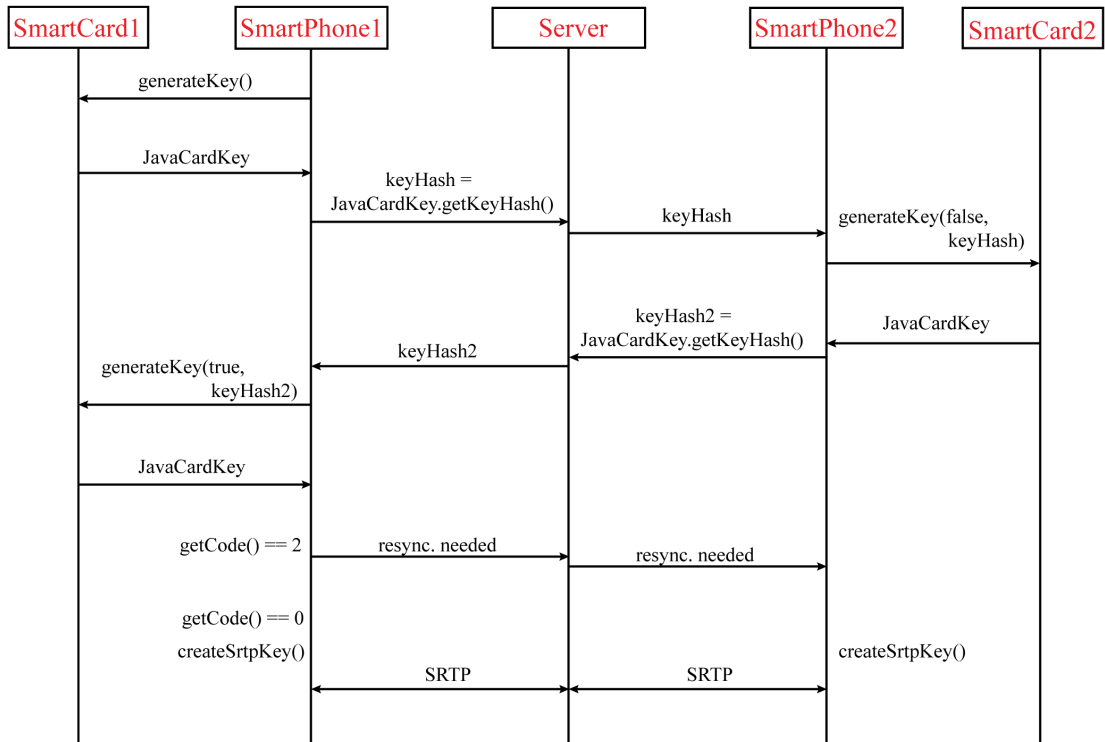 SmartCard1
SmartPhone1
Server
SmartPhone2
SmartCard2
generateKey()
JavaCardKey
keyHash =
JavaCardKey.getKeyHash()
keyHash
generateKey(false,
keyHash)
JavaCardKey
keyHash2 =
JavaCardKey.getKeyHash()
keyHash2
generateKey(true,
keyHash2)
JavaCardKey
getCode() == 2
resync. needed
resync. needed
getCode() == 0
createSrtpKey()
createSrtpKey()
SRTP
SRTP